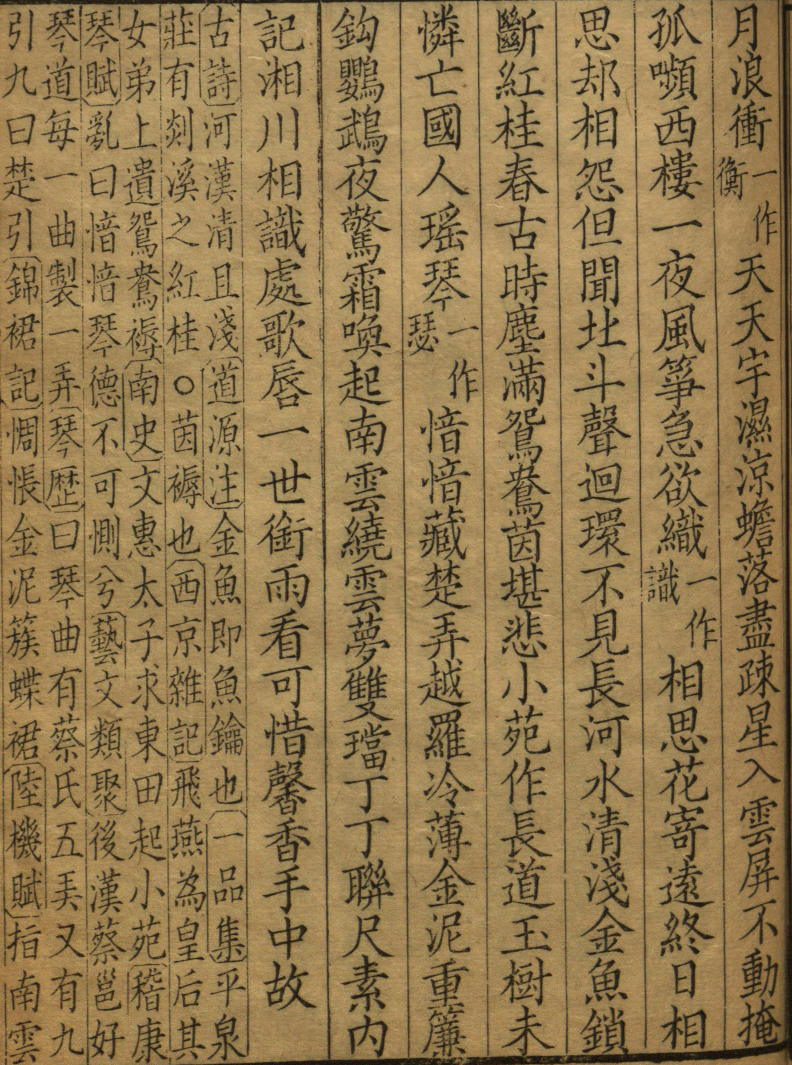 月浪衝一作衡天天宇濕涼蟾落盡疎星入雲屏不動掩
孤嚬西樓一夜風箏急欲織一作識相思花寄遠終日相
思却相怨但聞北斗聲迴環不見長河水清淺金魚鎖
斷紅桂春古時塵滿鴛鴦茵堪悲小苑作長道玉樹未
憐亡國人瑶琴一作瑟愔愔藏楚弄越羅冷薄金泥重簾
鈎鸚鵡夜驚霜喚起南雲繞雲夢雙璫丁丁聯尺素内
記湘川相識處歌唇一世銜雨看可惜馨香手中故
古詩河漢清且淺道源注金魚即魚鑰也一品集平泉
莊有剡溪之紅桂○茵褥也西京雜記飛燕為皇后其
女弟上遺鴛鴦褥南史文惠太子求東田起小苑嵇康
琴賦亂曰愔愔琴德不可惻兮藝文類聚後漢蔡邕好
琴道每一曲製一弄琴歷曰琴曲有蔡氏五弄又有九
引九曰楚引錦裙記惆悵金泥簇蝶裙陸機賦指南雲